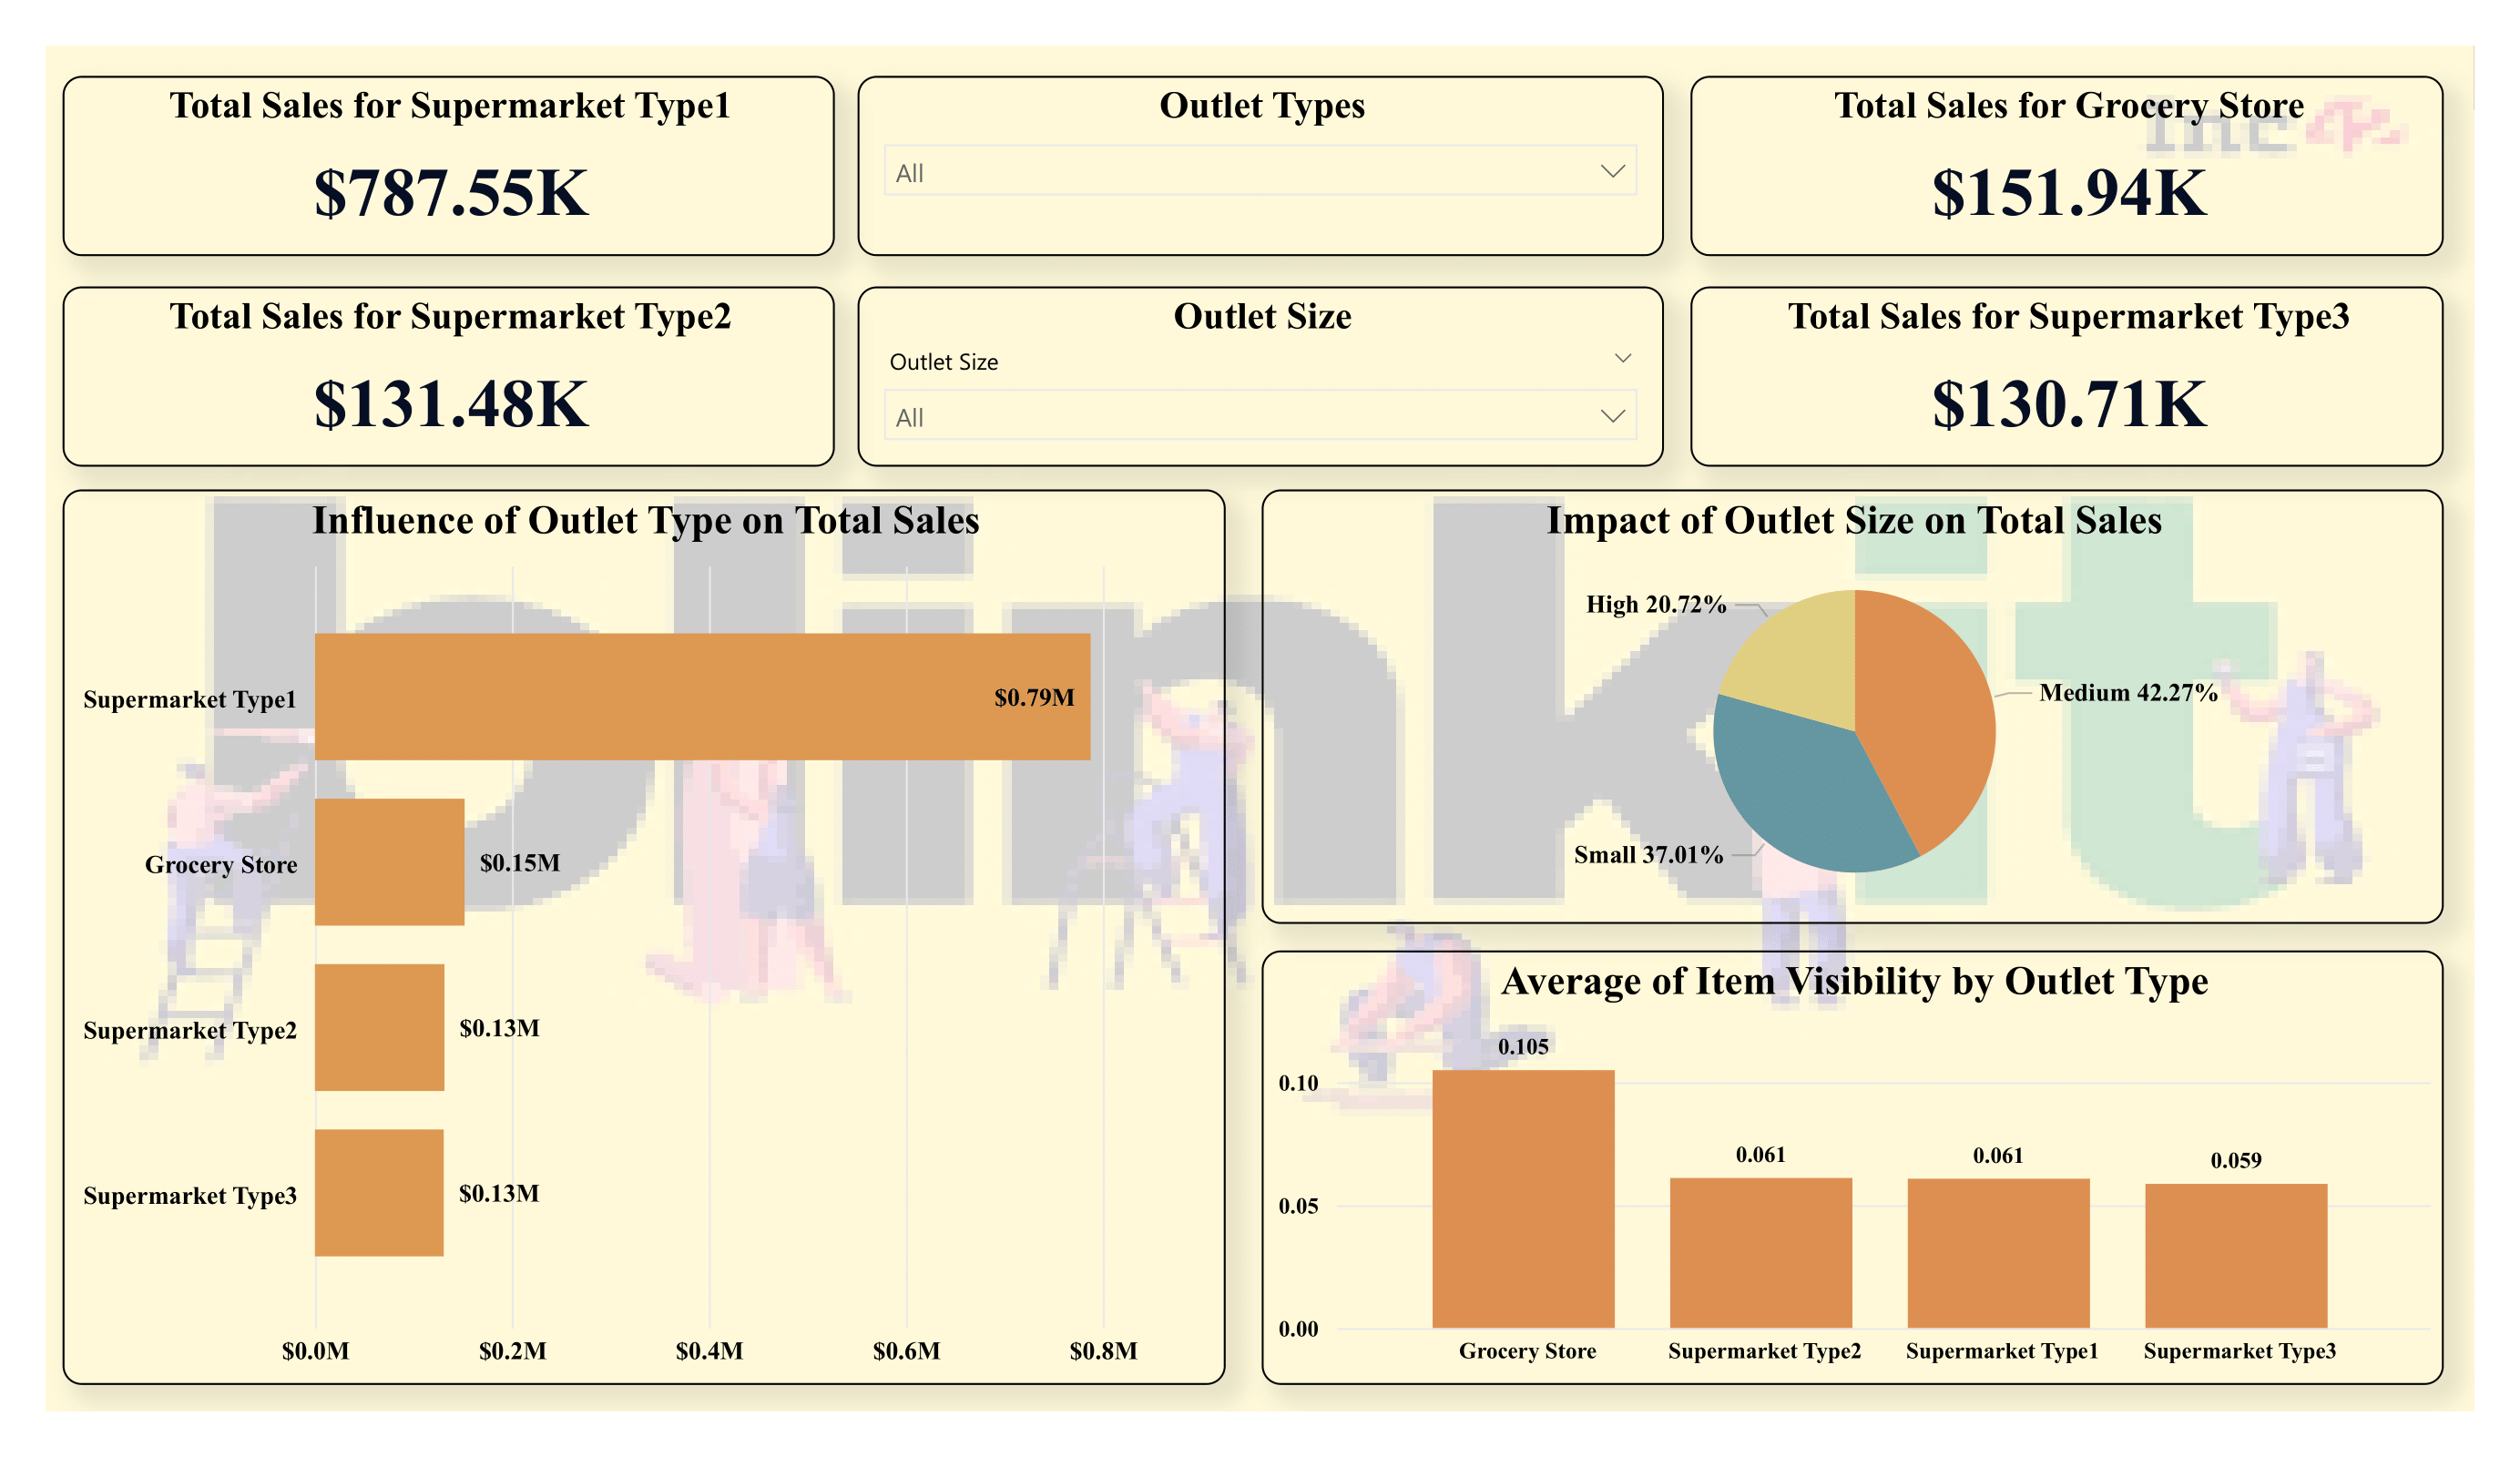 Total Sales for Supermarket Type1
$787.55K
Outlet Types
All
Total Sales for Grocery Store
$151.94K
Inc
Total Sales for Supermarket Type2
$131.48K
Outlet Size
Outlet Size
All
Total Sales for Supermarket Type3
$130.71K
blinkit
Influence of Outlet Type on Total Sales
Supermarket Type1
$0.79M
Grocery Store
$0.15M
Supermarket Type2
$0.13M
Supermarket Type3
$0.13M
$0.0M $0.2M $0.4M $0.6M $0.8M
Impact of Outlet Size on Total Sales
High 20.72%
Medium 42.27%
Small 37.01%
Average of Item Visibility by Outlet Type
0.10
0.05
0.00
0.105 0.061 0.061 0.059
Grocery Store Supermarket Type2 Supermarket Type1 Supermarket Type3